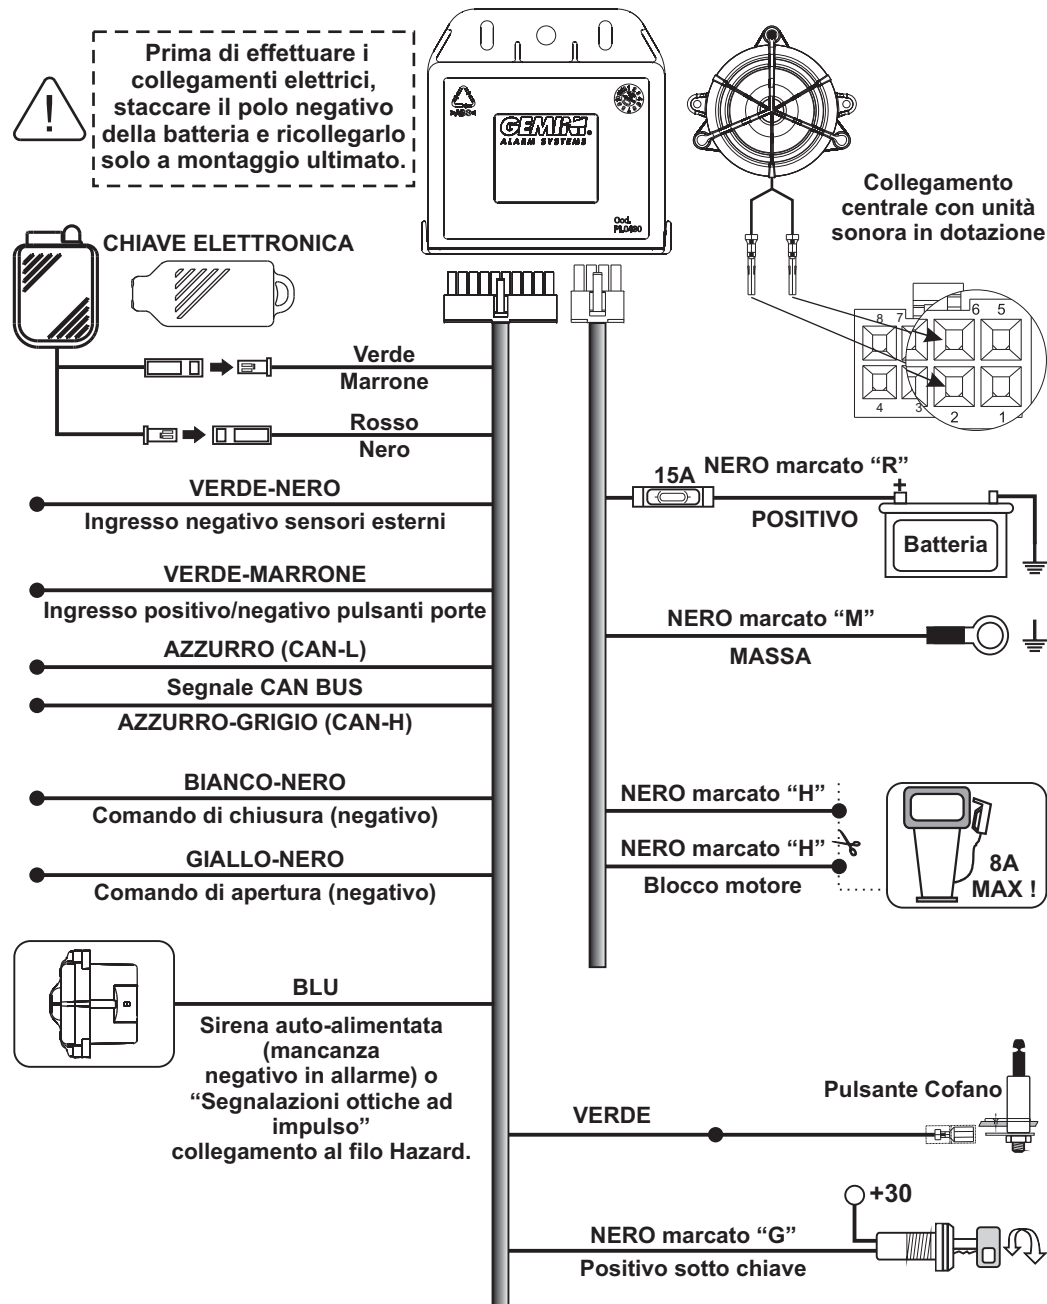 Prima di effettuare i
collegamenti elettrici,
staccare il polo negativo
della batteria e ricollegarlo
solo a montaggio ultimato.
!
>ABS<
GEMINI®
ALARM SYSTEMS
Cod.
Collegamento
centrale con unità
sonora in dotazione
8 7 6 5
4 3 2 1
CHIAVE ELETTRONICA
Verde
Marrone
Rosso
Nero
VERDE-NERO
Ingresso negativo sensori esterni
VERDE-MARRONE
Ingresso positivo/negativo pulsanti porte
AZZURRO (CAN-L)
Segnale CAN BUS
AZZURRO-GRIGIO (CAN-H)
BIANCO-NERO
Comando di chiusura (negativo)
GIALLO-NERO
Comando di apertura (negativo)
BLU
Sirena auto-alimentata
(mancanza
negativo in allarme) o
“Segnalazioni ottiche ad
impulso”
collegamento al filo Hazard.
15A
NERO marcato “R”
+
POSITIVO
Batteria
NERO marcato “M”
MASSA
NERO marcato “H”
NERO marcato “H”
Blocco motore
8A
MAX !
Pulsante Cofano
VERDE
+30
NERO marcato “G”
Positivo sotto chiave